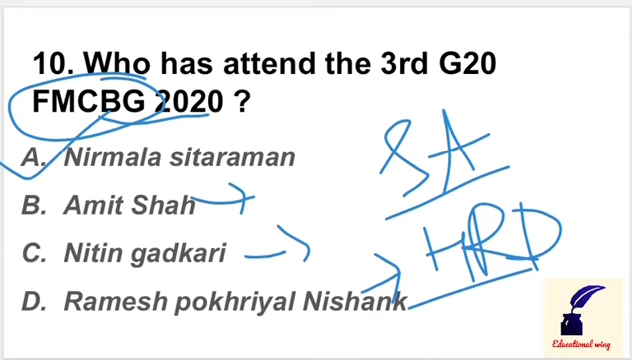 10. Who has attend the 3rd G20
FMCBG 2020 ?
A. Nirmala sitaraman
SA
B. Amit Shah
C. Nitin gadkari
HRD
D. Ramesh pokhriyal Nishank
Educational wing